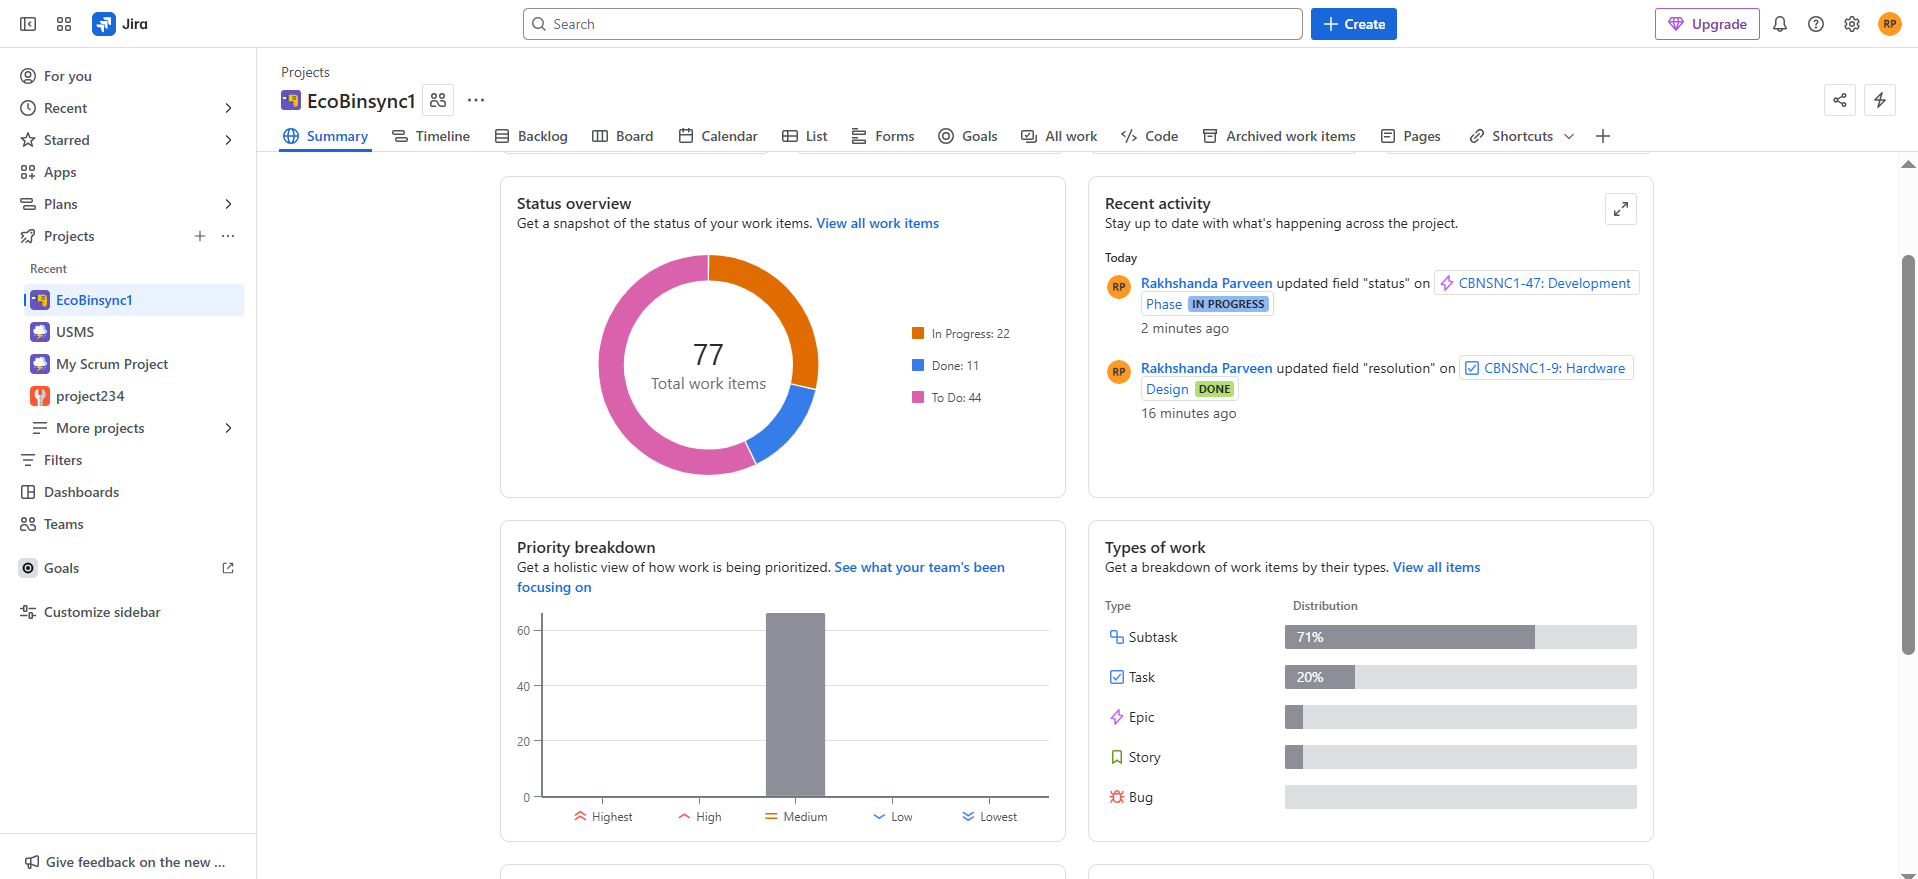 Jira
Search
Create
Upgrade
RP
For you
Recent
Starred
Apps
Plans
Projects
Recent
EcoBinsync1
USMS
My Scrum Project
project234
More projects
Filters
Dashboards
Teams
Goals
Customize sidebar
Give feedback on the new ...
Projects
EcoBinsync1
Summary Timeline Backlog Board Calendar List Forms Goals All work Code Archived work items Pages Shortcuts
Status overview
Get a snapshot of the status of your work items. View all work items
77
Total work items
In Progress: 22
Done: 11
To Do: 44
Recent activity
Stay up to date with what's happening across the project.
Today
RP
Rakhshanda Parveen updated field "status" on CBNSNC1-47: Development
Phase IN PROGRESS
2 minutes ago
RP
Rakhshanda Parveen updated field "resolution" on CBNSNC1-9: Hardware
Design DONE
16 minutes ago
Priority breakdown
Get a holistic view of how work is being prioritized. See what your team's been
focusing on
60
40
20
0
Highest High Medium Low Lowest
Types of work
Get a breakdown of work items by their types. View all items
Type Distribution
Subtask 71%
Task 20%
Epic
Story
Bug